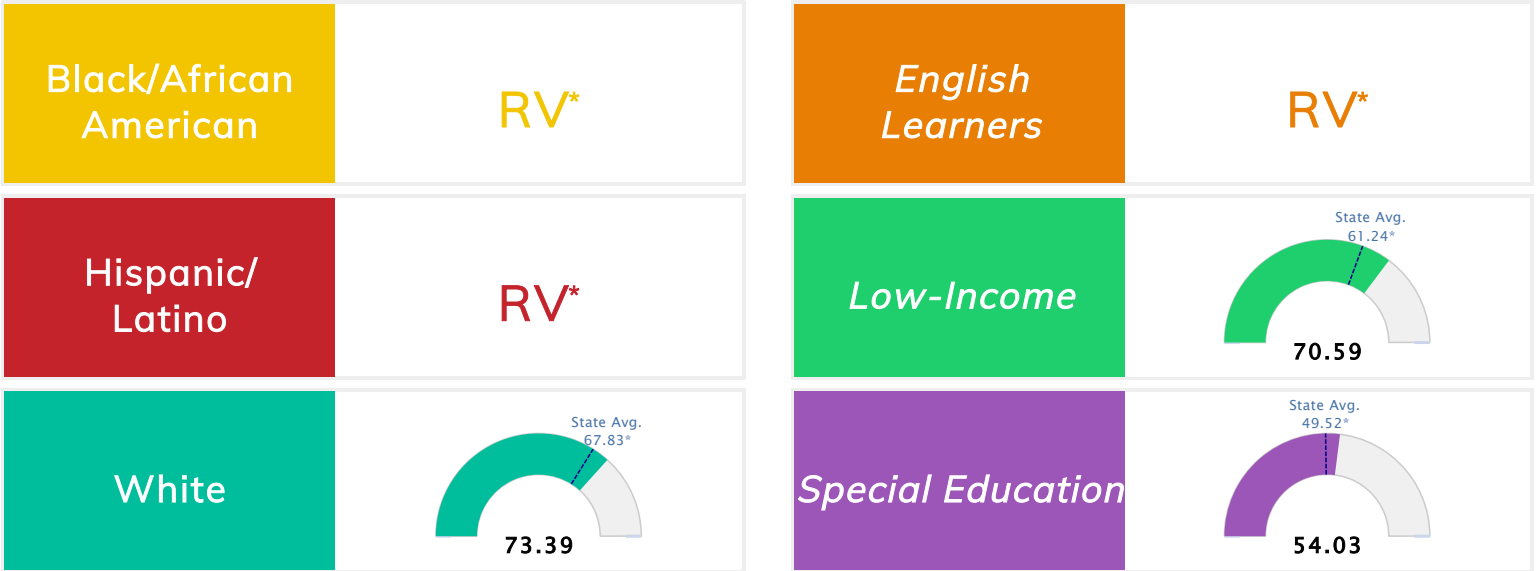 Black/African
American
RV*
English
Learners
RV*
Hispanic/
Latino
RV*
Low-Income
State Avg.
61.24*
70.59
White
State Avg.
67.83*
73.39
Special Education
State Avg.
49.52*
54.03